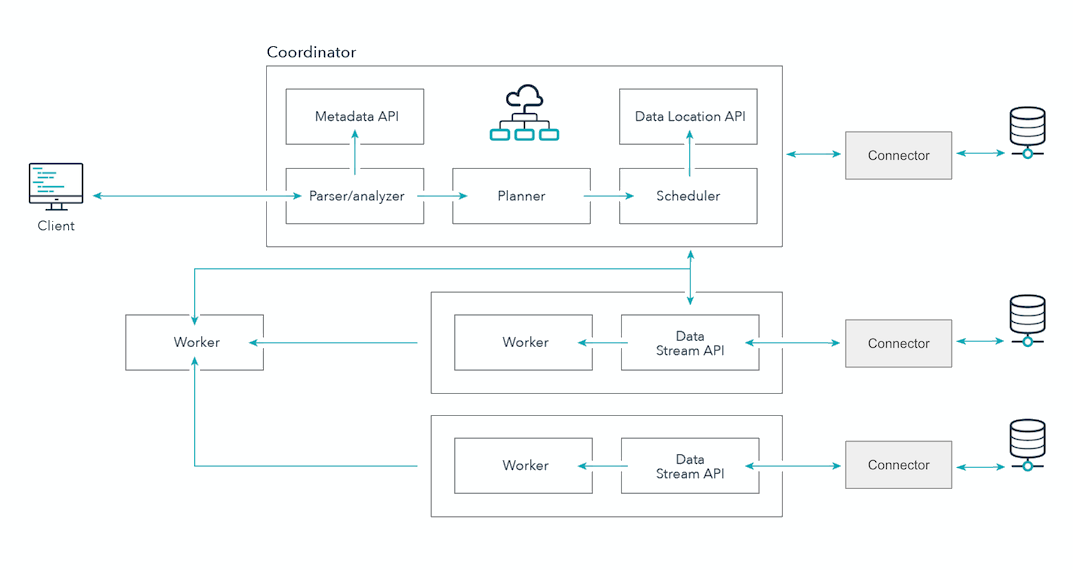 Coordinator
Metadata API
Data Location API
Connector
Parser/analyzer
Planner
Scheduler
Client
Worker
Worker
Data
Stream API
Connector
Worker
Data
Stream API
Connector